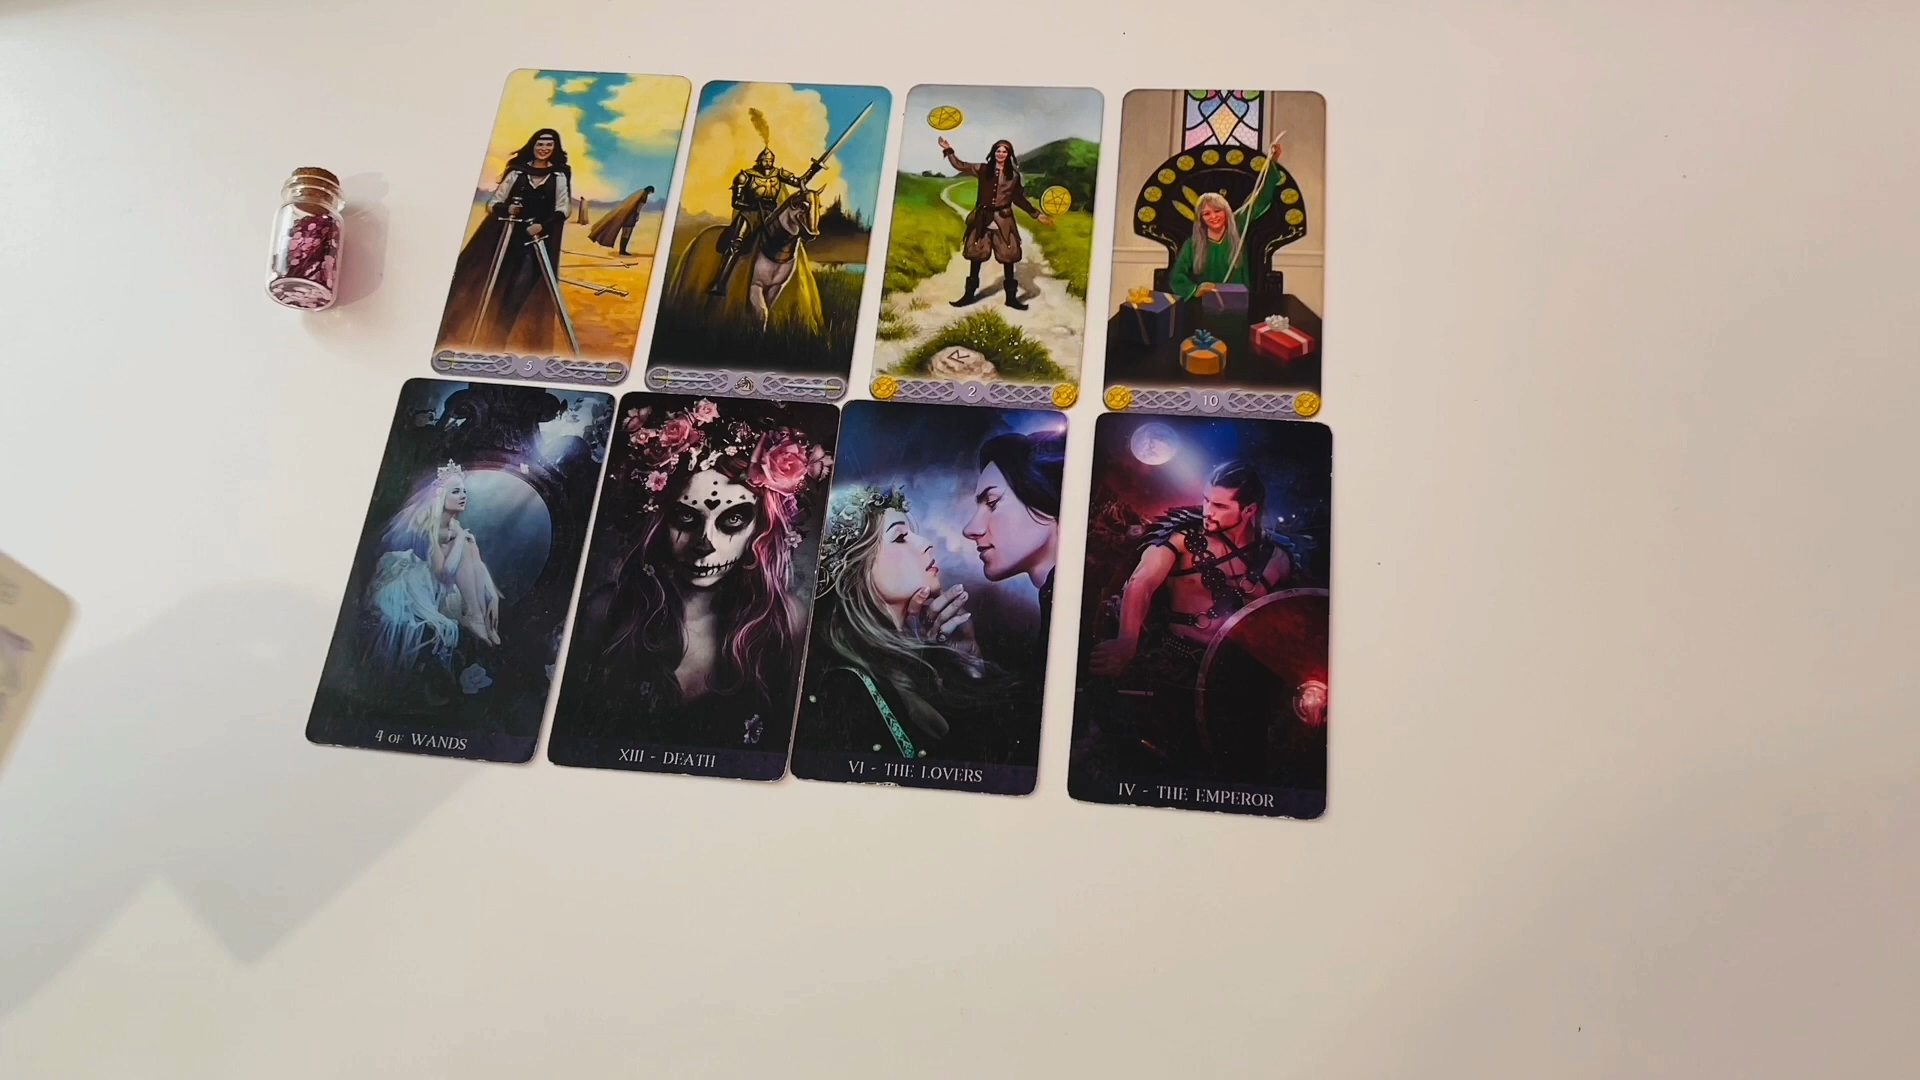 5
2
10
4 OF WANDS
XIII - DEATH
VI - THE LOVERS
IV - THE EMPEROR